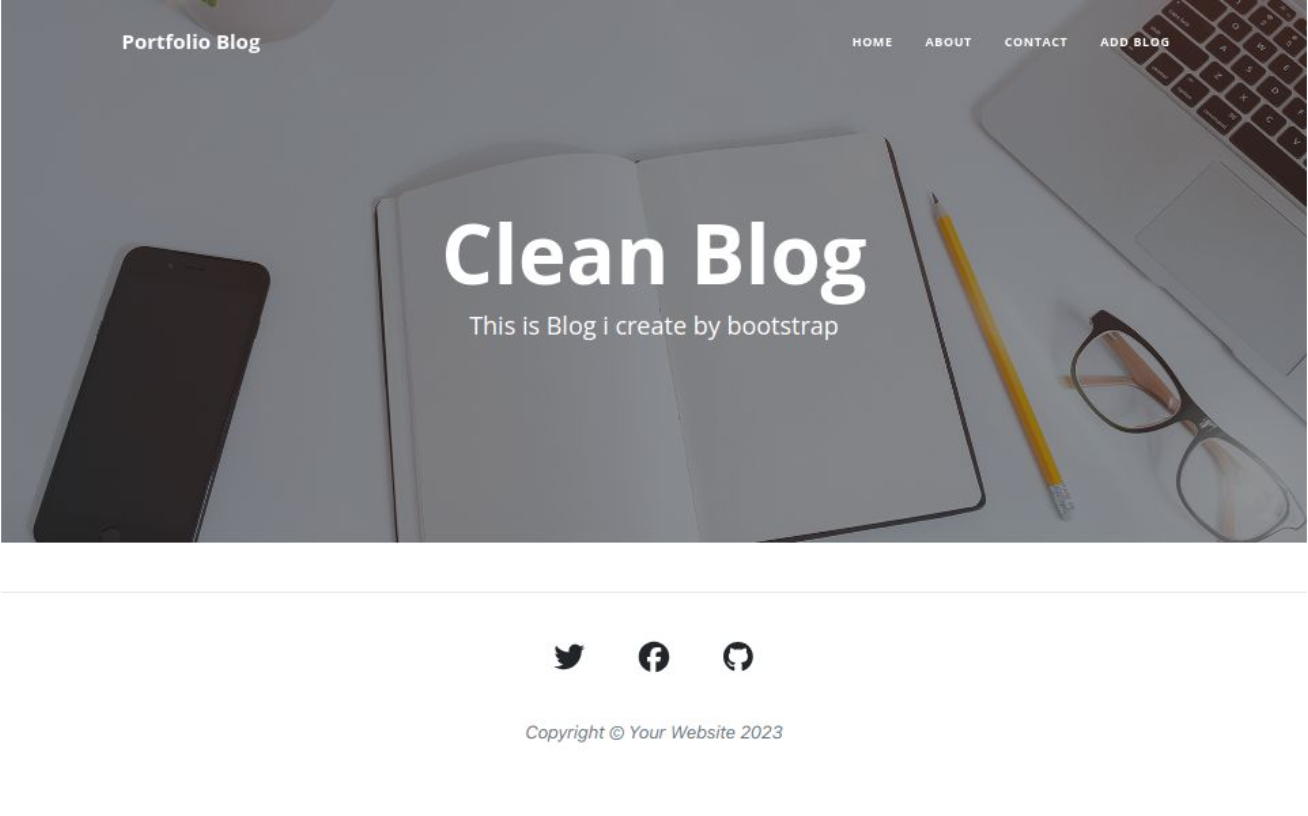 Portfolio Blog
HOME ABOUT CONTACT ADD BLOG
Clean Blog
This is Blog i create by bootstrap
Copyright © Your Website 2023